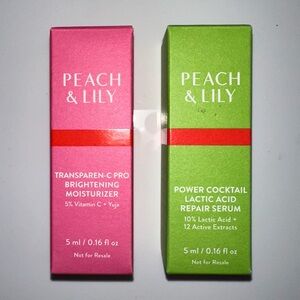 PEACH
& LILY
TRANSPAREN-C PRO
BRIGHTENING
MOISTURIZER
5% Vitamin C + Yuja
5 ml / 0.16 fl oz
Not for Resale
PEACH
& LILY
POWER COCKTAIL
LACTIC ACID
REPAIR SERUM
10% Lactic Acid +
12 Active Extracts
5 ml / 0.16 fl oz
Not for Resale